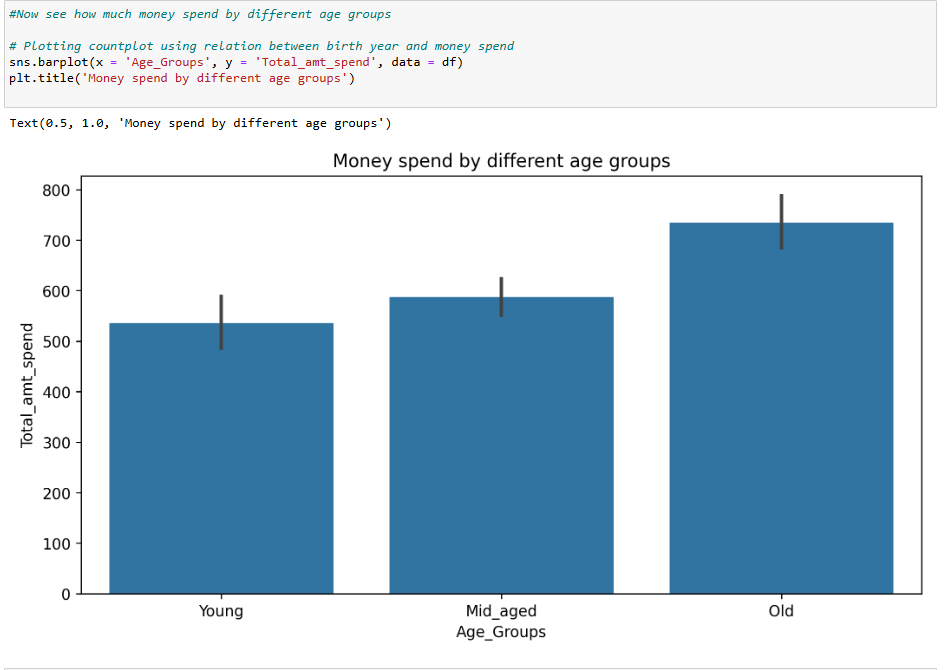 #Now see how much money spend by different age groups
# Plotting countplot using relation between birth year and money spend
sns.barplot(x = 'Age_Groups', y = 'Total_amt_spend', data = df)
plt.title('Money spend by different age groups')
Text(0.5, 1.0, 'Money spend by different age groups')
Money spend by different age groups
800
700
600
500
400
300
200
100
0
Total_amt_spend
Young Mid_aged Old
Age_Groups